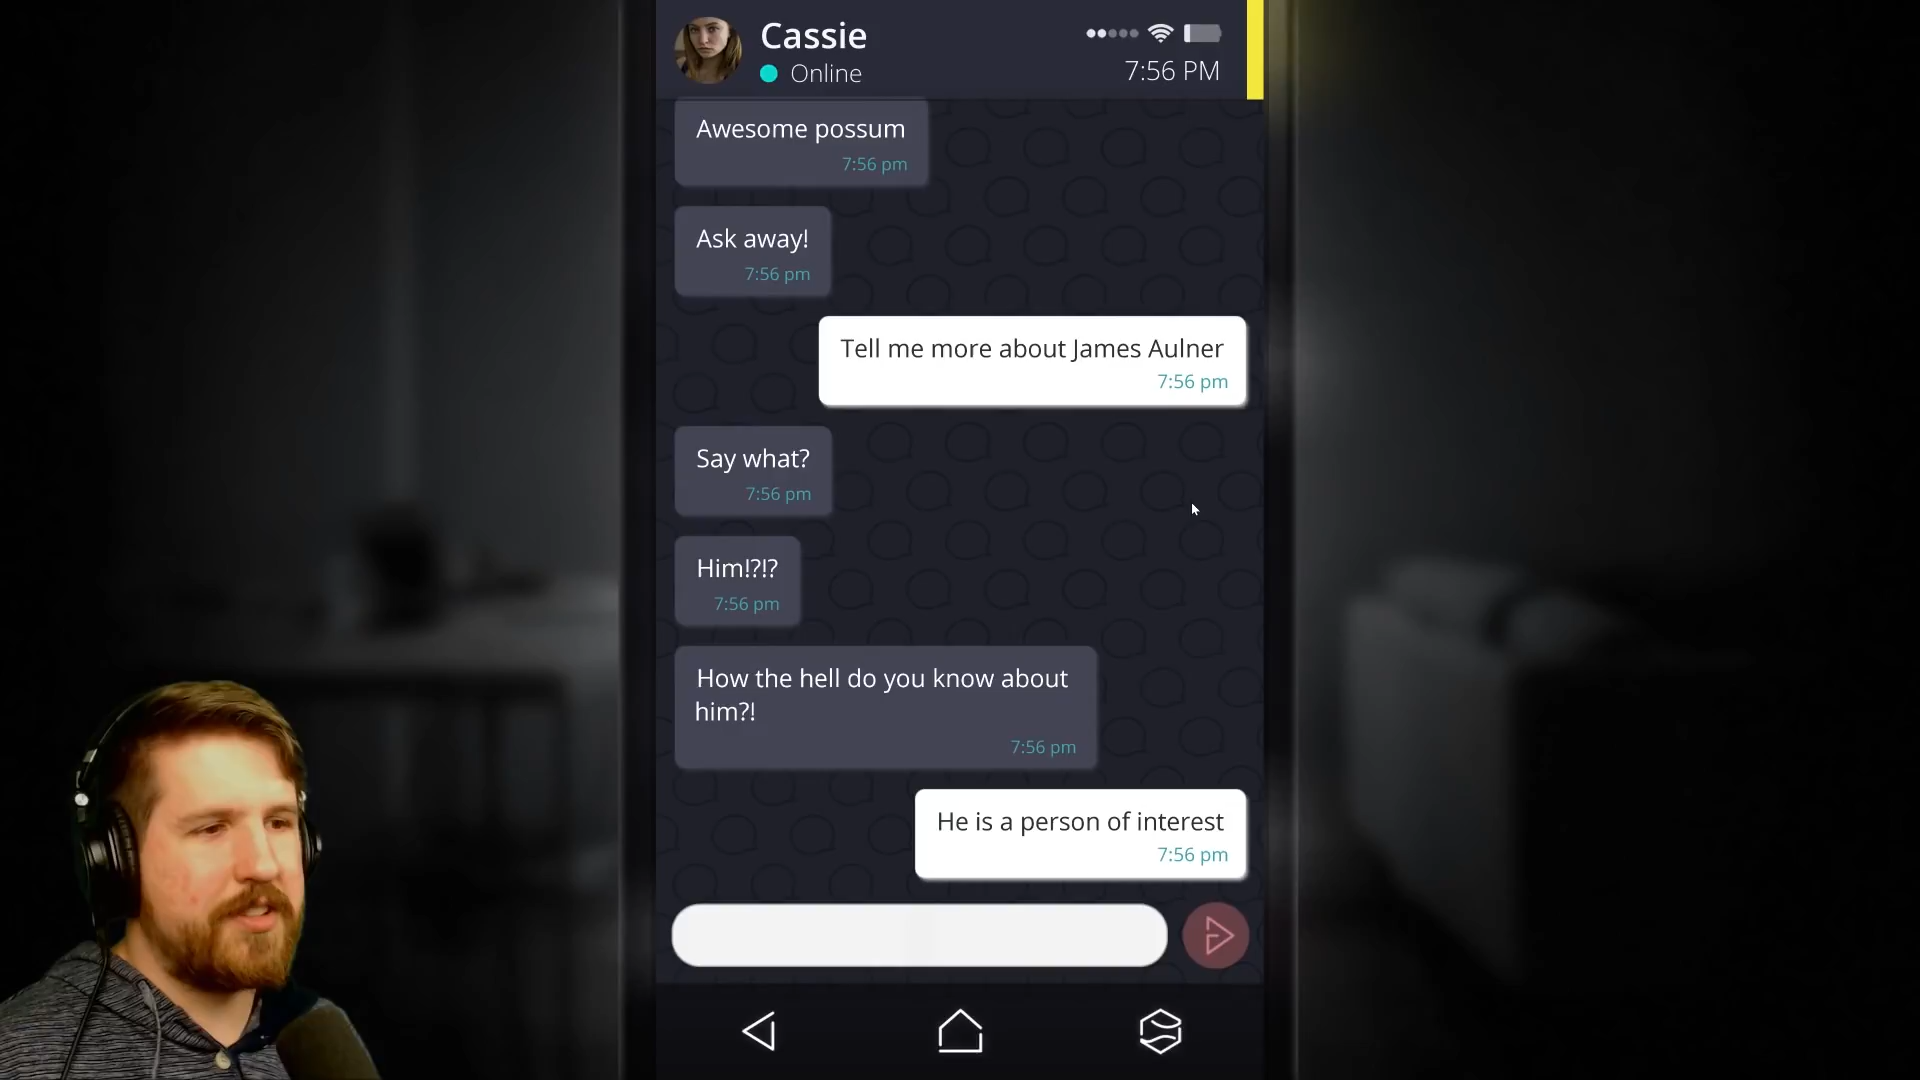 Cassie
Online
7:56 PM
Awesome possum
7:56 pm
Ask away!
7:56 pm
Tell me more about James Aulner
7:56 pm
Say what?
7:56 pm
Him!?!?
7:56 pm
How the hell do you know about
him?!
7:56 pm
He is a person of interest
7:56 pm